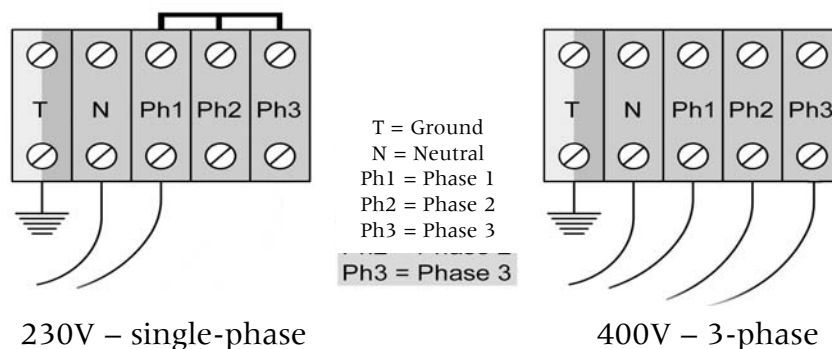 T N Ph1 Ph2 Ph3
T = Ground
N = Neutral
Ph1 = Phase 1
Ph2 = Phase 2
Ph3 = Phase 3
Ph3 = Phase 3
230V – single-phase
T N Ph1 Ph2 Ph3
400V – 3-phase